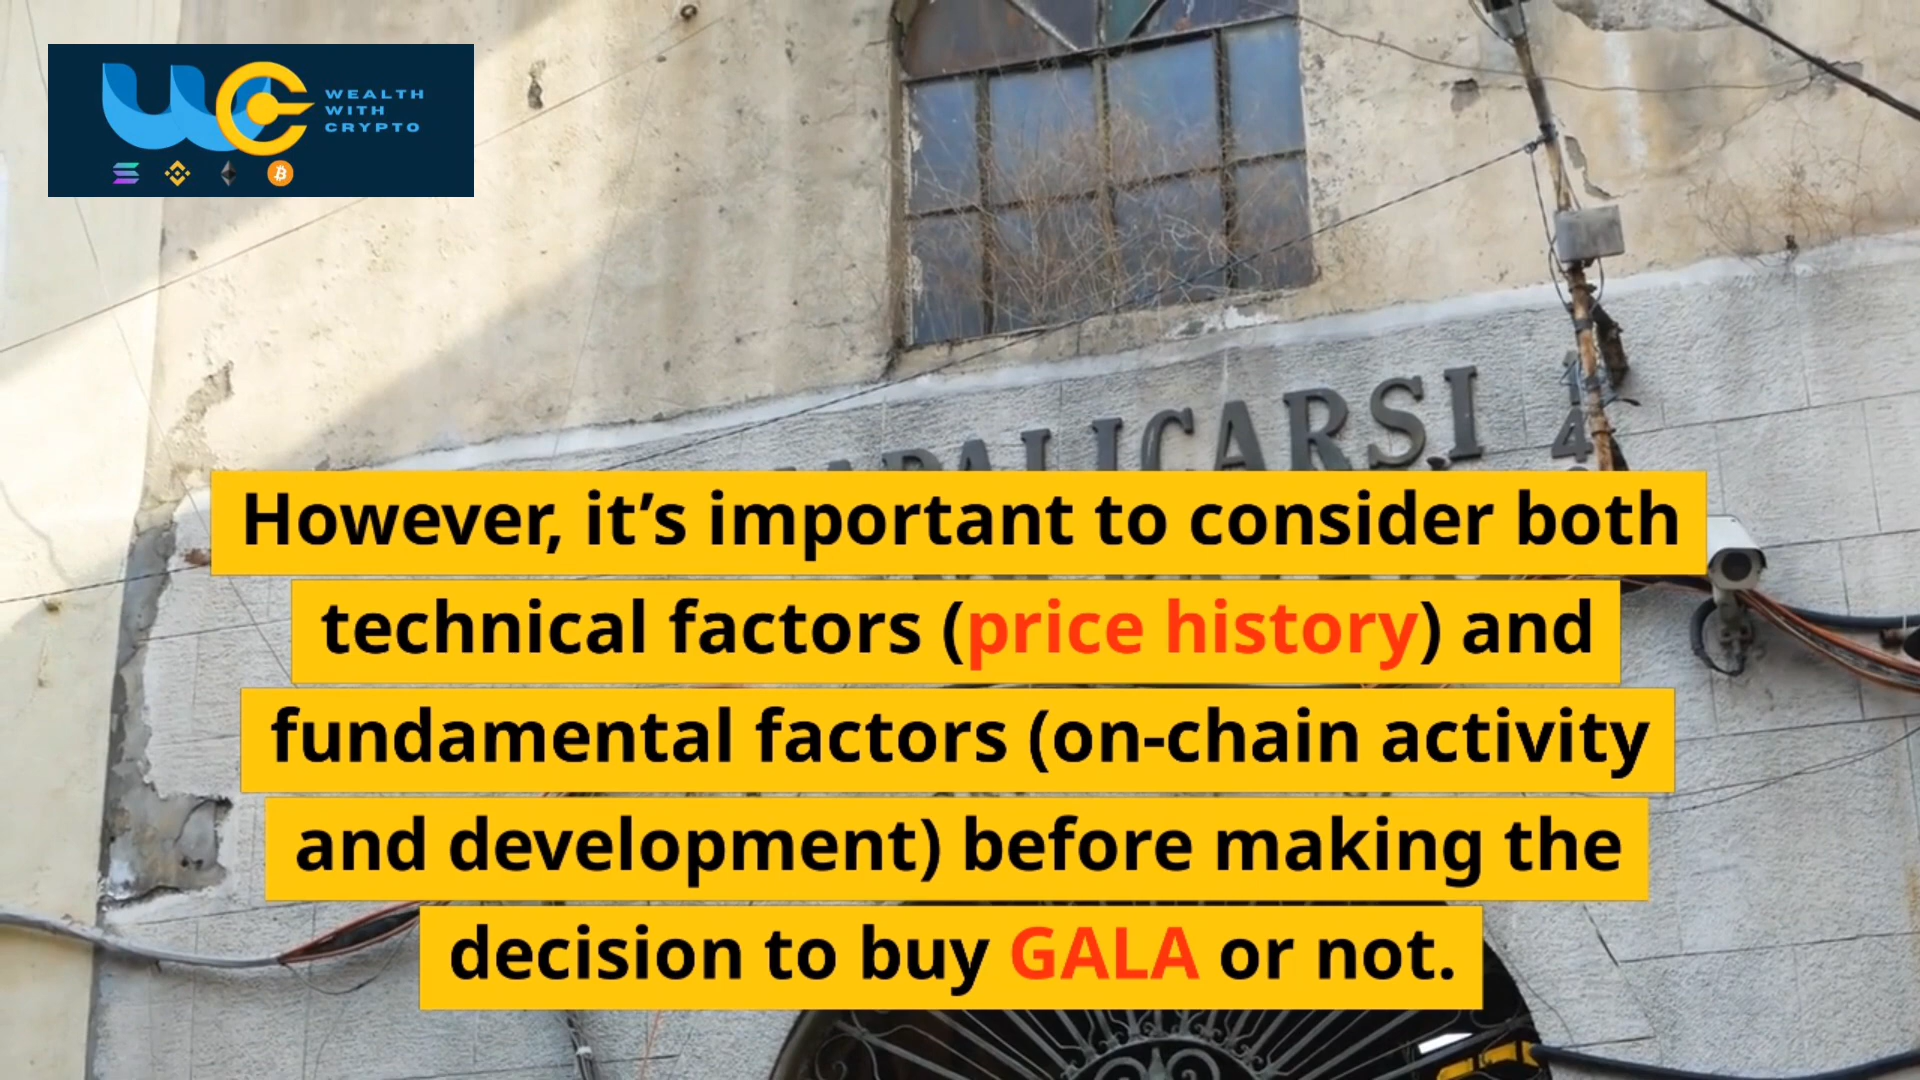 WEALTH
WITH
CRYPTO
However, it’s important to consider both
technical factors (price history) and
fundamental factors (on-chain activity
and development) before making the
decision to buy GALA or not.